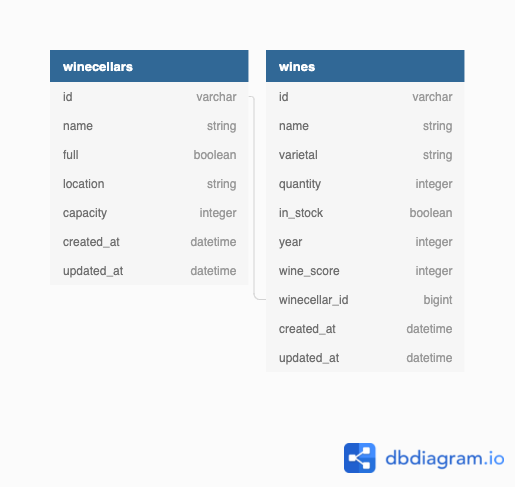 winecellars
id varchar
name string
full boolean
location string
capacity integer
created_at datetime
updated_at datetime
wines
id varchar
name string
varietal string
quantity integer
in_stock boolean
year integer
wine_score integer
winecellar_id bigint
created_at datetime
updated_at datetime
dbdiagram.io